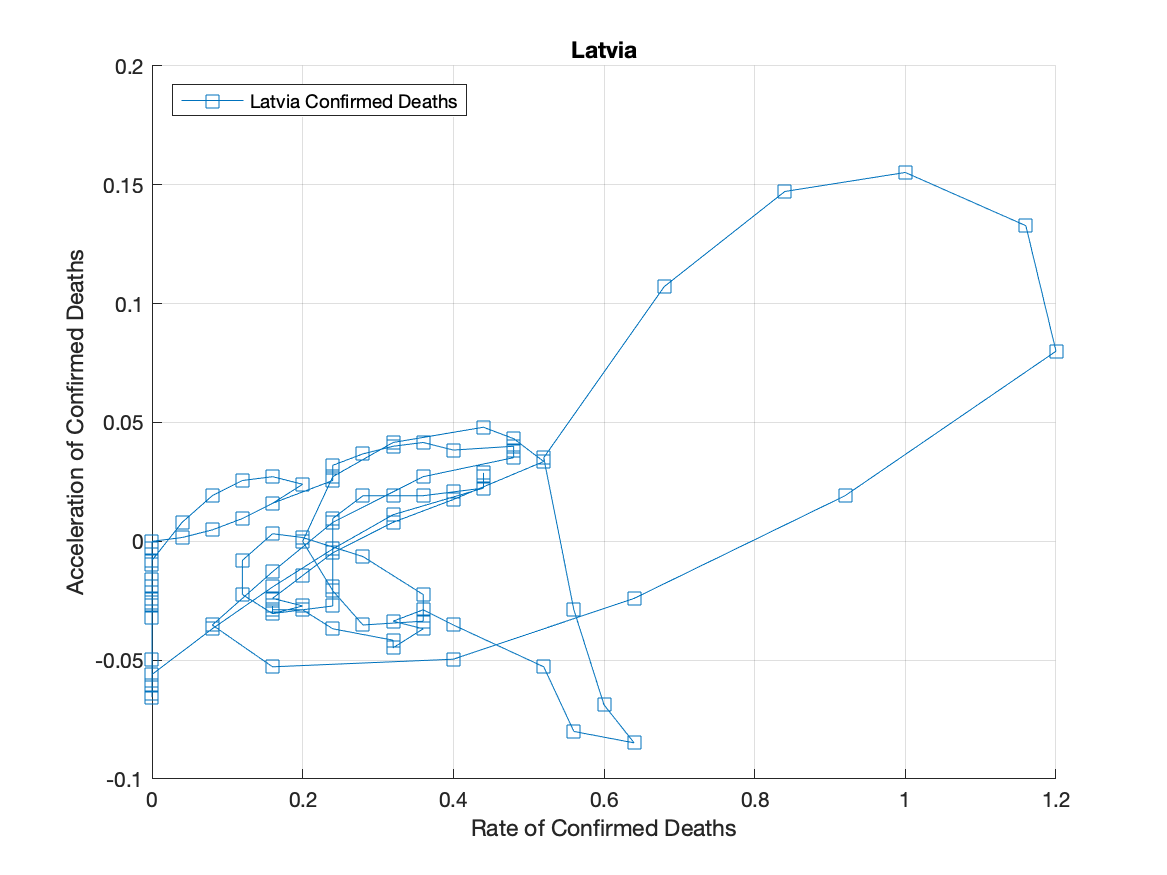 Latvia
0.2
Latvia Confirmed Deaths
0.15
0.1
0.05
0
-0.05
-0.1
Acceleration of Confirmed Deaths
0 0.2 0.4 0.6 0.8 1 1.2
Rate of Confirmed Deaths